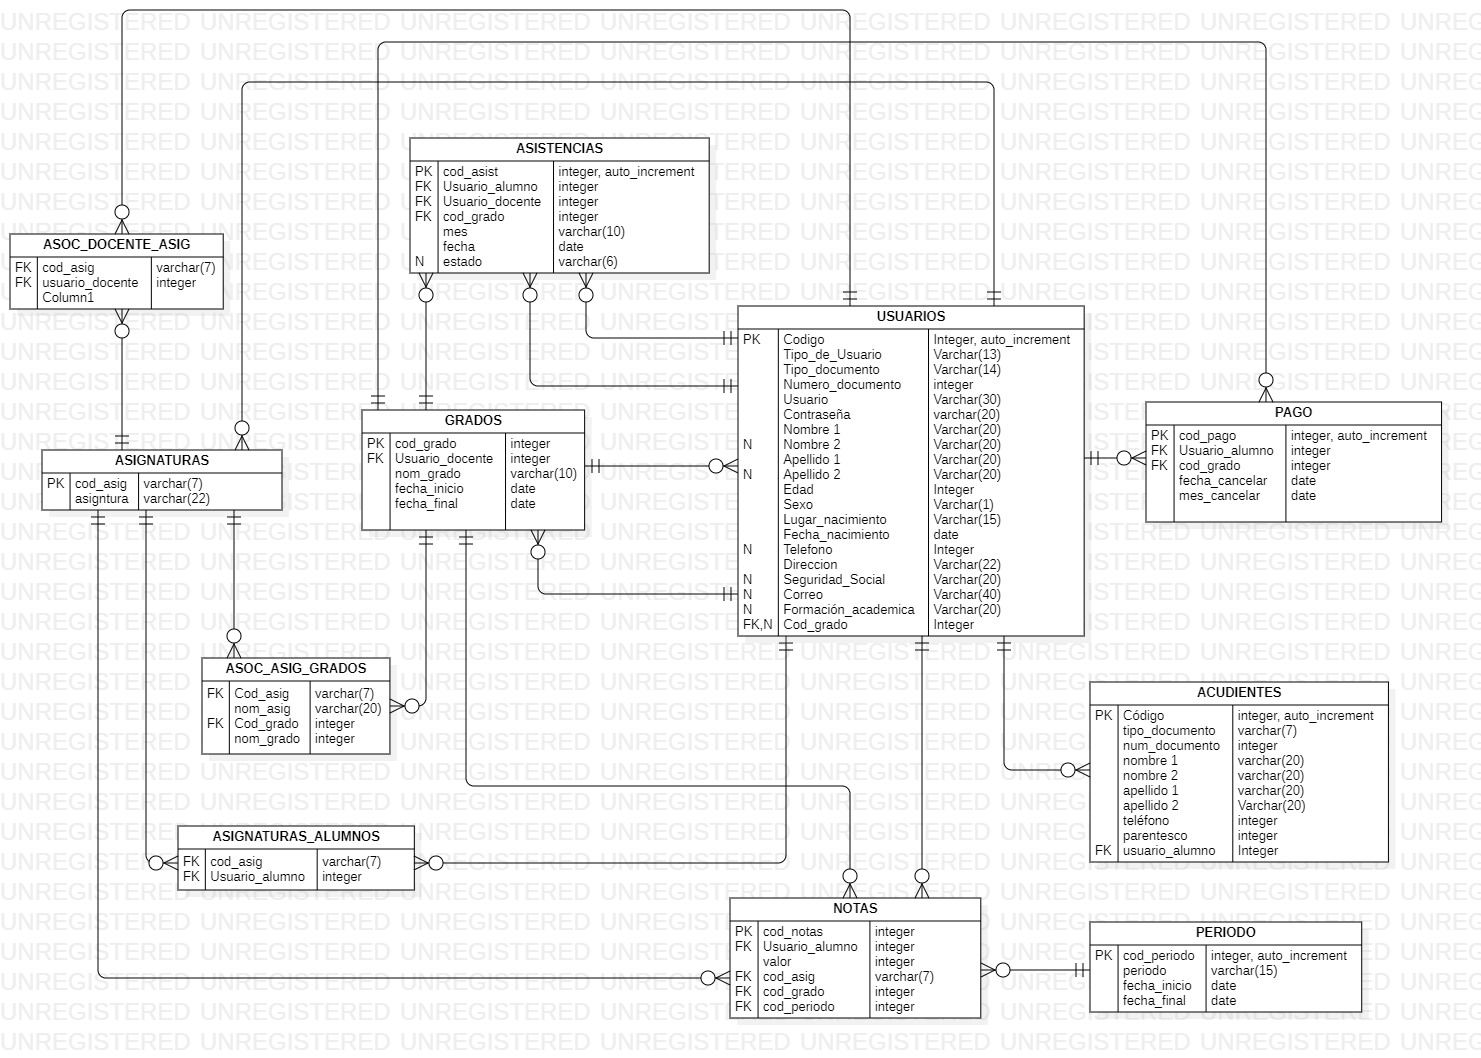 ASISTENCIAS
PK cod_asist integer, auto_increment
FK Usuario_alumno integer
FK Usuario_docente integer
FK cod_grado integer
mes varchar(10)
fecha date
N estado varchar(6)
ASOC_DOCENTE_ASIG
FK cod_asig varchar(7)
FK usuario_docente integer
Column1
USUARIOS
PK Codigo Integer, auto_increment
Tipo_de_Usuario Varchar(13)
Tipo_documento Varchar(14)
Numero_documento integer
Usuario Varchar(30)
Contraseña varchar(20)
Nombre 1 Varchar(20)
N Nombre 2 Varchar(20)
Apellido 1 Varchar(20)
N Apellido 2 Varchar(20)
Edad Integer
Sexo Varchar(1)
Lugar_nacimiento Varchar(15)
Fecha_nacimiento date
N Telefono Integer
Direccion Varchar(22)
N Seguridad_Social Varchar(20)
N Correo Varchar(40)
N Formación_academica Varchar(20)
FK,N Cod_grado Integer
GRADOS
PK cod_grado integer
FK Usuario_docente integer
nom_grado varchar(10)
fecha_inicio date
fecha_final date
PAGO
PK cod_pago integer, auto_increment
FK Usuario_alumno integer
FK cod_grado integer
fecha_cancelar date
mes_cancelar date
ASIGNATURAS
PK cod_asig varchar(7)
asigntura varchar(22)
ASOC_ASIG_GRADOS
FK Cod_asig varchar(7)
nom_asig varchar(20)
FK Cod_grado integer
nom_grado integer
ACUDIENTES
PK Código integer, auto_increment
tipo_documento varchar(7)
num_documento integer
nombre 1 varchar(20)
nombre 2 varchar(20)
apellido 1 varchar(20)
apellido 2 Varchar(20)
teléfono integer
parentesco integer
FK usuario_alumno Integer
ASIGNATURAS_ALUMNOS
FK cod_asig varchar(7)
FK Usuario_alumno integer
NOTAS
PK cod_notas integer
FK Usuario_alumno integer
valor integer
FK cod_asig varchar(7)
FK cod_grado integer
FK cod_periodo integer
PERIODO
PK cod_periodo integer, auto_increment
periodo varchar(15)
fecha_inicio date
fecha_final date
UNREGISTERED